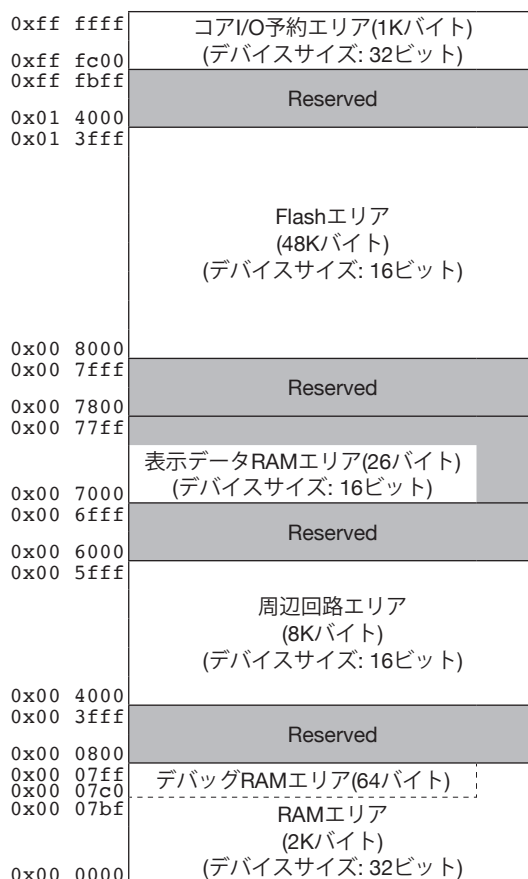 0xff ffff
コアI/O予約エリア(1Kバイト)
(デバイスサイズ: 32ビット)
0xff fc00
0xff fbff
Reserved
0x01 4000
0x01 3fff
Flashエリア
(48Kバイト)
(デバイスサイズ: 16ビット)
0x00 8000
0x00 7fff
Reserved
0x00 7800
0x00 77ff
表示データRAMエリア(26バイト)
(デバイスサイズ: 16ビット)
0x00 7000
0x00 6fff
Reserved
0x00 6000
0x00 5fff
周辺回路エリア
(8Kバイト)
(デバイスサイズ: 16ビット)
0x00 4000
0x00 3fff
Reserved
0x00 0800
0x00 07ff
デバッグRAMエリア(64バイト)
0x00 07c0
0x00 07bf
RAMエリア
(2Kバイト)
(デバイスサイズ: 32ビット)
0x00 0000